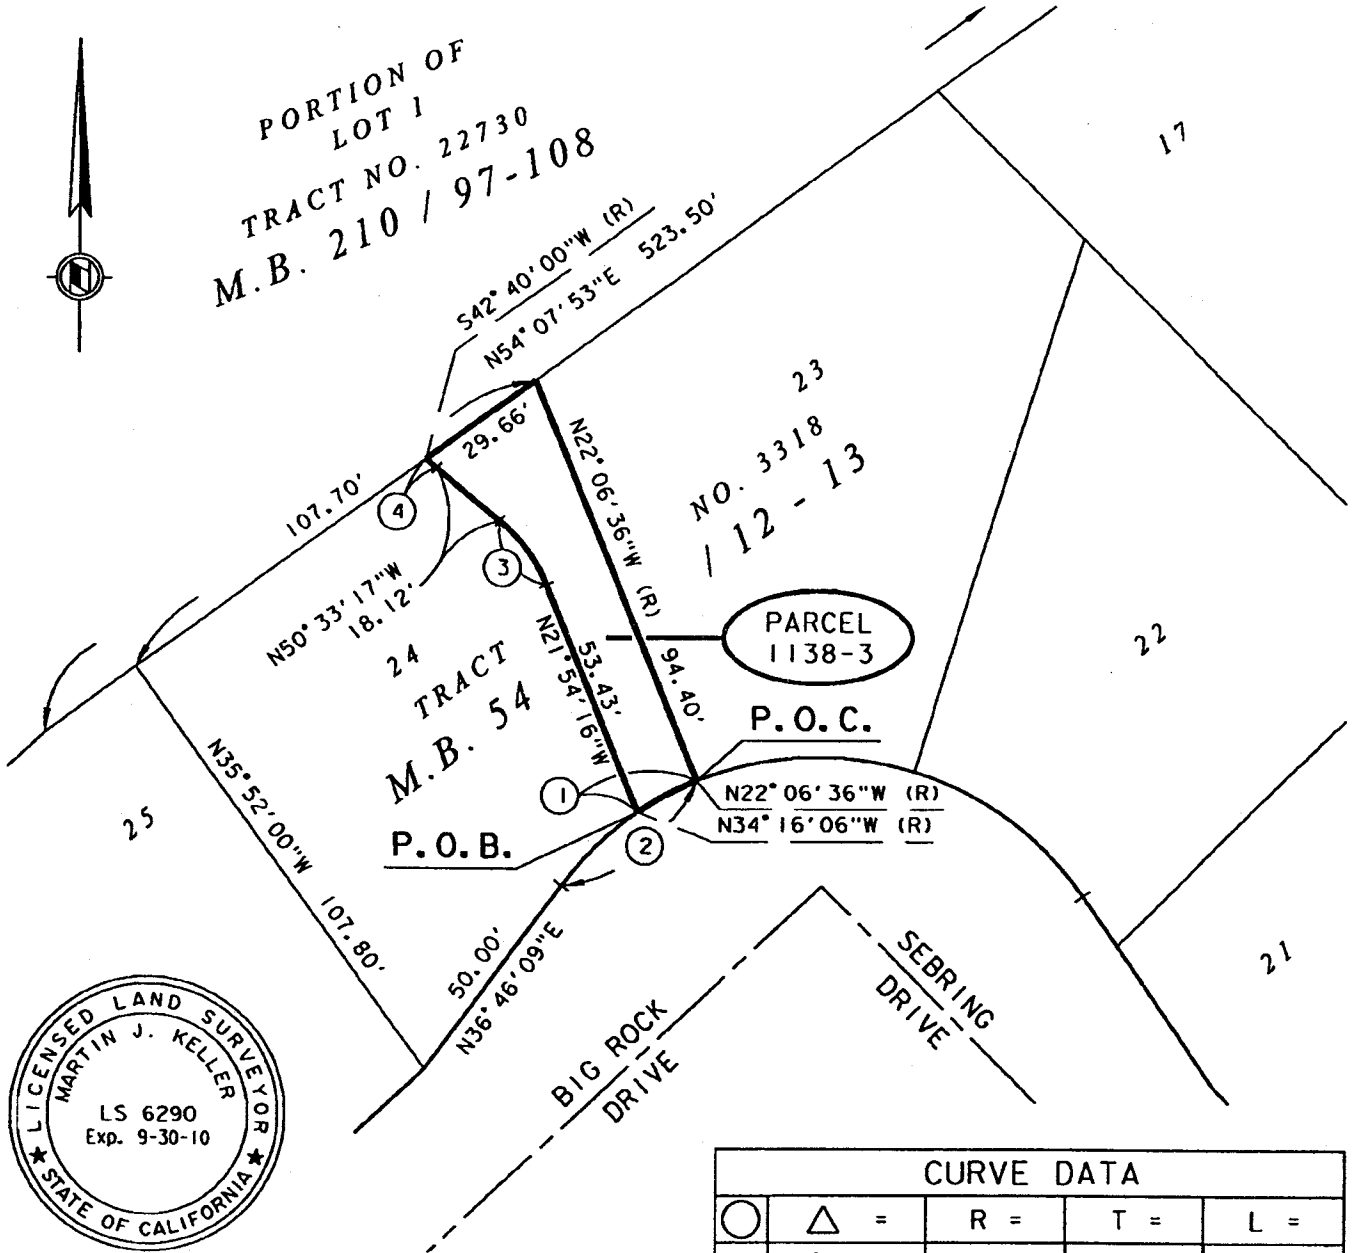 PORTION OF
LOT 1
TRACT NO. 22730
M.B. 210 / 97-108
17
S42°40'00"W (R)
N54°07'53"E 523.50'
23
NO. 3318
/ 12 - 13
29.66'
N22°06'36"W (R) 94.40'
107.70'
4
3
N50°33'17"W
18.12'
24
TRACT
M.B. 54
53.43'
N21°54'16"W
PARCEL
1138-3
22
P.O.C.
N22°06'36"W (R)
N34°16'06"W (R)
1
P.O.B.
2
25
N35°52'00"W 107.80'
50.00'
N36°46'09"E
SEBRING
DRIVE
21
BIG ROCK
DRIVE
LICENSED LAND SURVEYOR
MARTIN J. KELLER
LS 6290
Exp. 9-30-10
★ STATE OF CALIFORNIA ★
CURVE DATA
△ = R = T = L =